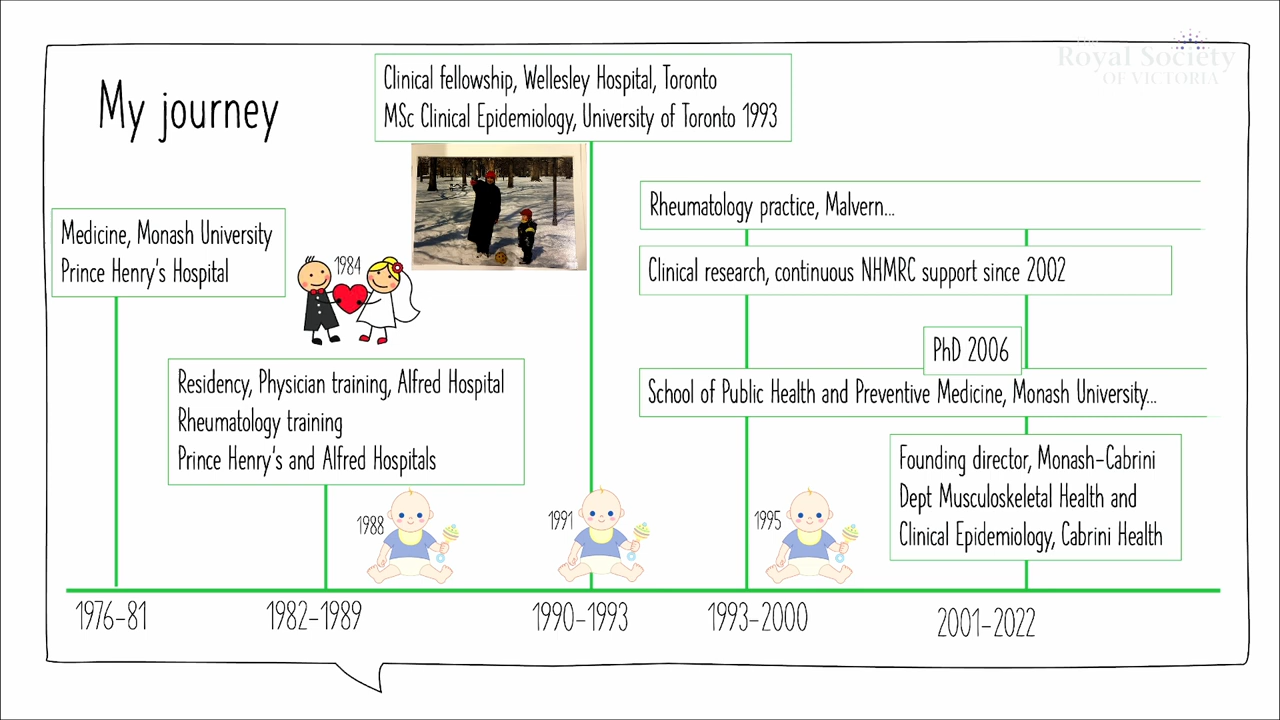 The
Royal Society
OF VICTORIA
My journey
Clinical fellowship, Wellesley Hospital, Toronto
MSc Clinical Epidemiology, University of Toronto 1993
Medicine, Monash University
Prince Henry's Hospital
1984
Rheumatology practice, Malvern...
Clinical research, continuous NHMRC support since 2002
PhD 2006
School of Public Health and Preventive Medicine, Monash University...
Residency, Physician training, Alfred Hospital
Rheumatology training
Prince Henry's and Alfred Hospitals
Founding director, Monash-Cabrini
Dept Musculoskeletal Health and
Clinical Epidemiology, Cabrini Health
1988
1991
1995
1976-81
1982-1989
1990-1993
1993-2000
2001-2022